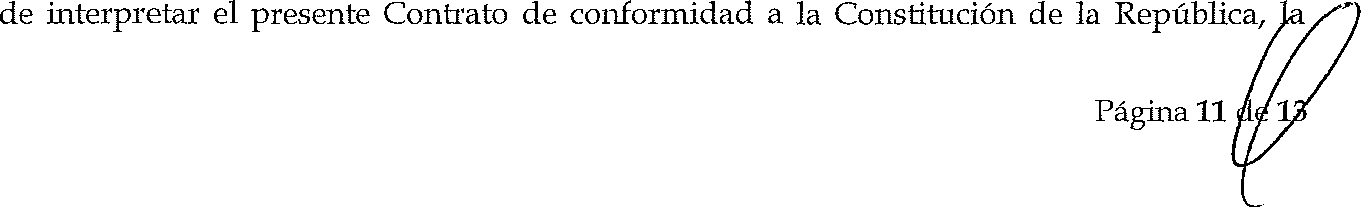 de interpretar el presente Contrato de conformidad a la Constitución de la República, la
Página 11 de 13